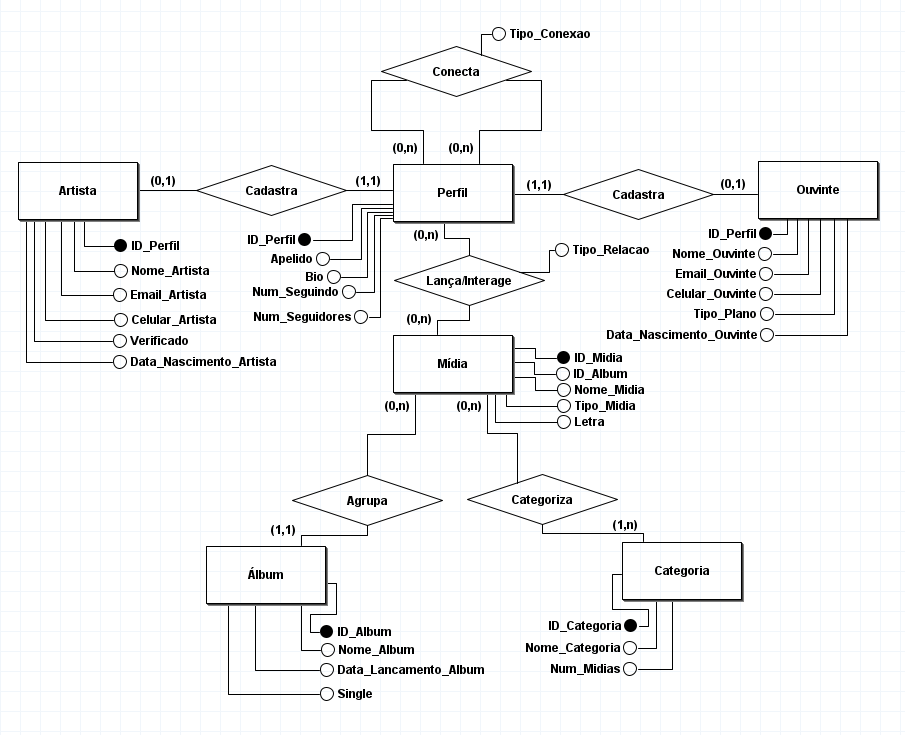 Tipo_Conexao
Conecta
(0,n)
(0,n)
Artista
(0,1)
Cadastra
(1,1)
Perfil
(1,1)
Cadastra
(0,1)
Ouvinte
ID_Perfil
Nome_Artista
Email_Artista
Celular_Artista
Verificado
Data_Nascimento_Artista
ID_Perfil
Apelido
Bio
Num_Seguindo
Num_Seguidores
(0,n)
Lança/Interage
Tipo_Relacao
(0,n)
ID_Perfil
Nome_Ouvinte
Email_Ouvinte
Celular_Ouvinte
Tipo_Plano
Data_Nascimento_Ouvinte
Mídia
ID_Midia
ID_Album
Nome_Midia
Tipo_Midia
Letra
(0,n)
(0,n)
Agrupa
Categoriza
(1,1)
(1,n)
Álbum
Categoria
ID_Album
Nome_Album
Data_Lancamento_Album
Single
ID_Categoria
Nome_Categoria
Num_Midias